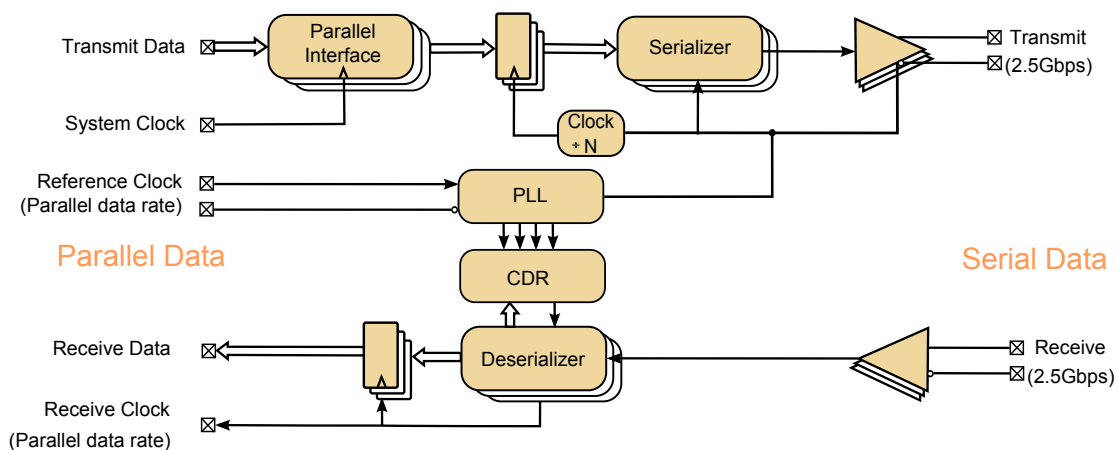 Transmit Data
Parallel
Interface
Serializer
Transmit
(2.5Gbps)
System Clock
Clock
÷ N
Reference Clock
(Parallel data rate)
PLL
Parallel Data
CDR
Serial Data
Receive Data
Deserializer
Receive
(2.5Gbps)
Receive Clock
(Parallel data rate)